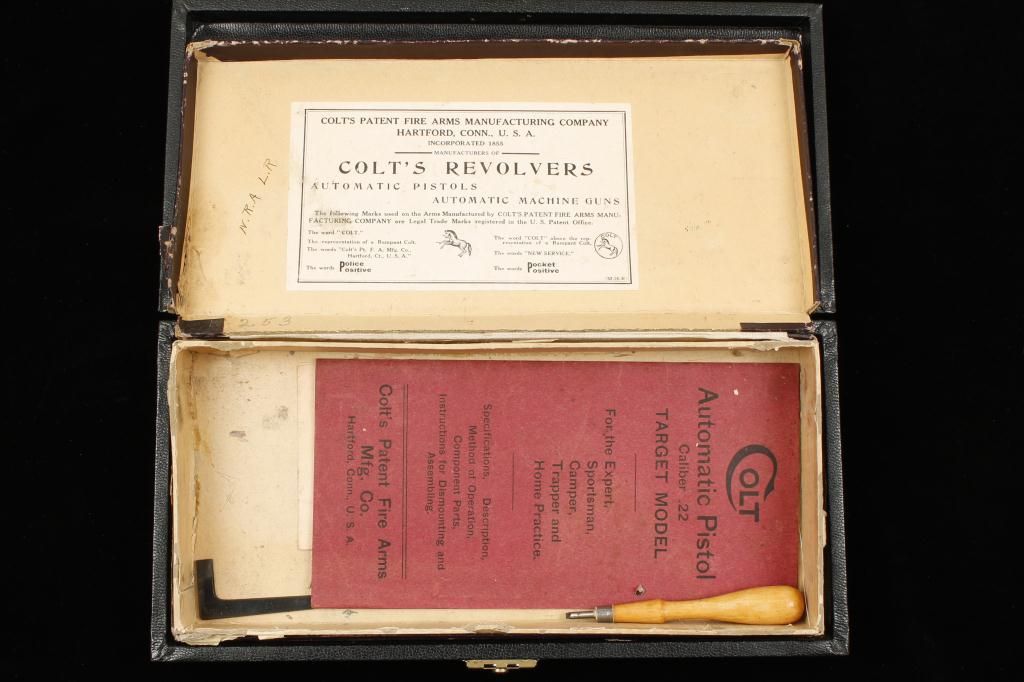 COLT'S PATENT FIRE ARMS MANUFACTURING COMPANY
HARTFORD, CONN., U. S. A.
INCORPORATED 1855
MANUFACTURERS OF
COLT'S REVOLVERS
AUTOMATIC PISTOLS
AUTOMATIC MACHINE GUNS
The following Marks used on the Arms Manufactured by COLT'S PATENT FIRE ARMS MANU-
FACTURING COMPANY are Legal Trade Marks registered in the U. S. Patent Office.
The word "COLT."
The representation of a Rampant Colt.
The words "Colt's Pt. F. A. Mfg. Co.,
Hartford, Ct., U. S. A."
The words Police Positive
The word "COLT" above the rep-
resentation of a Rampant Colt.
COLT
The words "NEW SERVICE."
The words Pocket Positive
N.R.A L.R
253
COLT
Automatic Pistol
Caliber .22
TARGET MODEL
For the Expert,
Sportsman,
Camper,
Trapper and
Home Practice.
Specifications, Description,
Method of Operation,
Component Parts,
Instructions for Dismounting and
Assembling.
Colt's Patent Fire Arms
Mfg. Co.
Hartford, Conn., U. S. A.